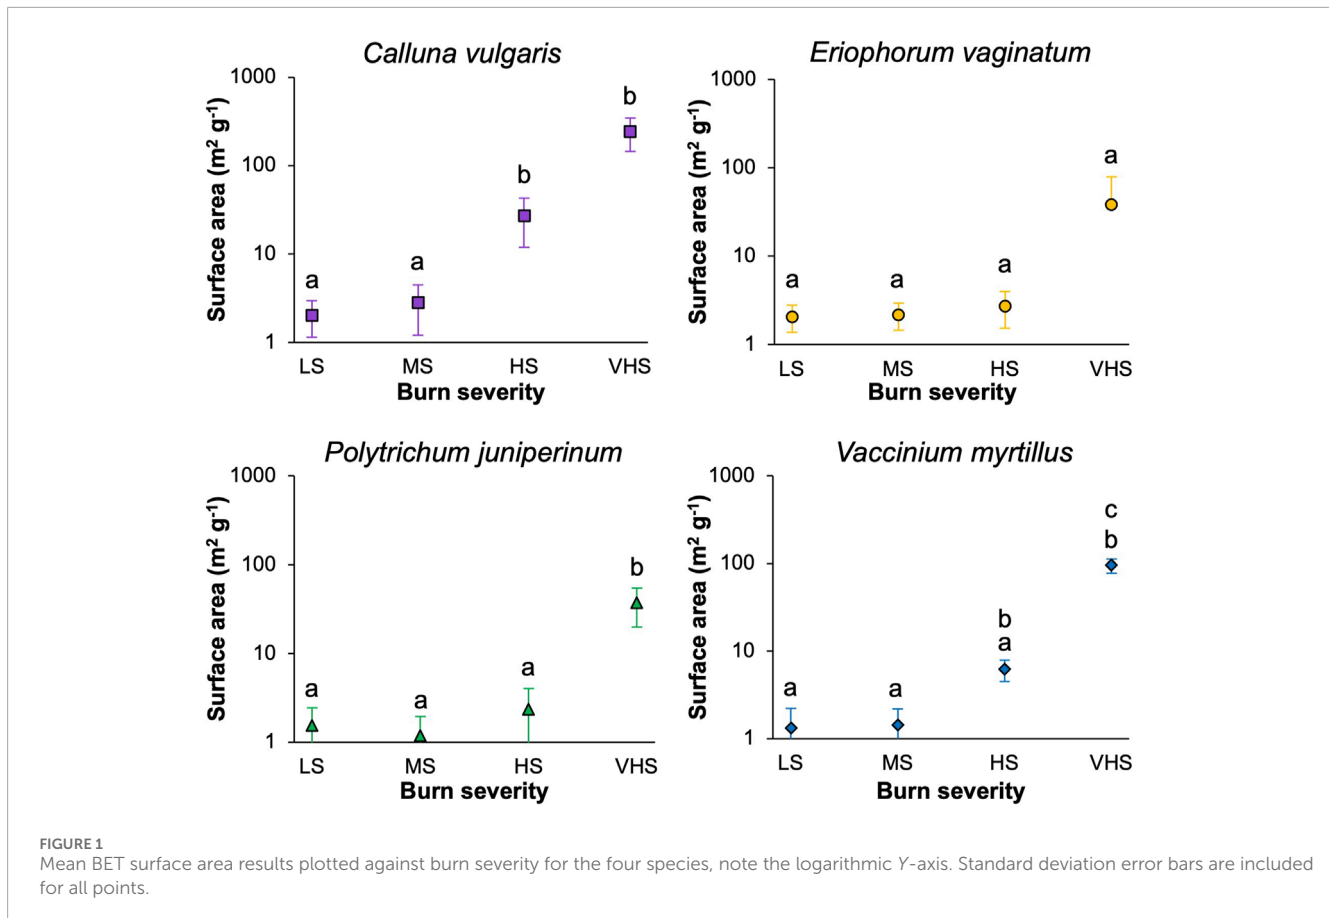 Calluna vulgaris
Surface area (m² g⁻¹)
1000
100
10
1
a
a
b
b
LS
MS
HS
VHS
Burn severity
Eriophorum vaginatum
Surface area (m² g⁻¹)
1000
100
10
1
a
a
a
a
LS
MS
HS
VHS
Burn severity
Polytrichum juniperinum
Surface area (m² g⁻¹)
1000
100
10
1
a
a
a
b
LS
MS
HS
VHS
Burn severity
Vaccinium myrtillus
Surface area (m² g⁻¹)
1000
100
10
1
a
a
b
a
c
b
LS
MS
HS
VHS
Burn severity
FIGURE 1
Mean BET surface area results plotted against burn severity for the four species, note the logarithmic Y-axis. Standard deviation error bars are included
for all points.